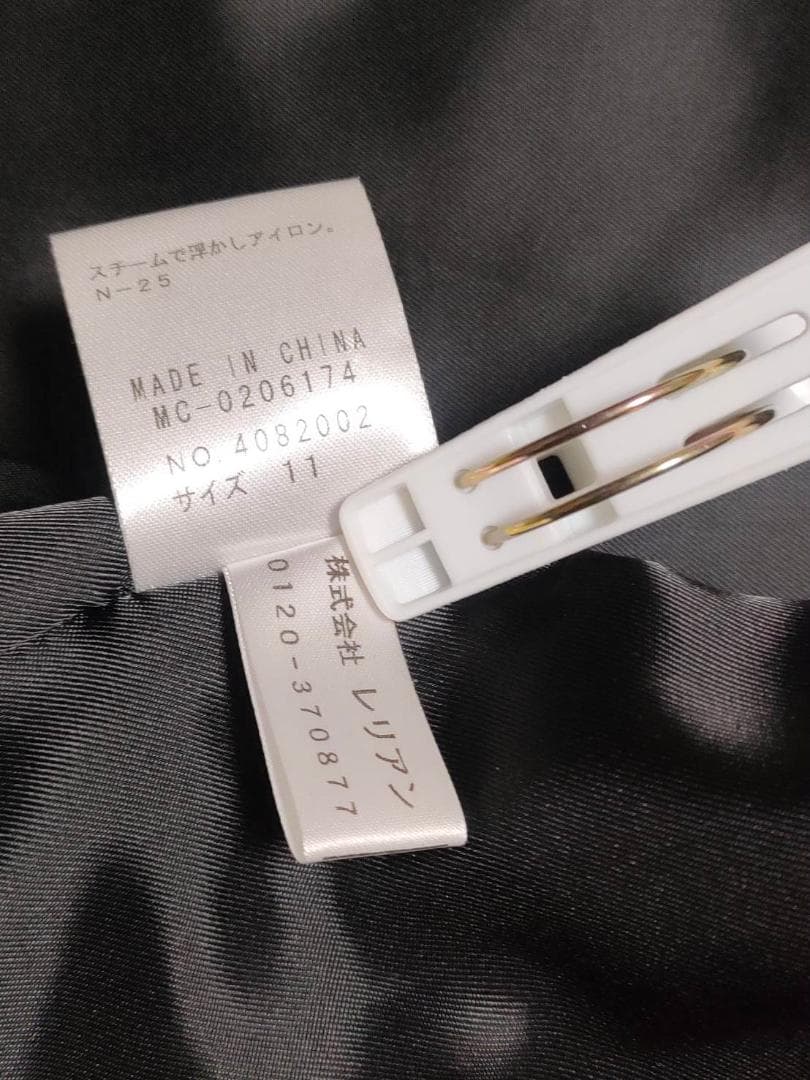 スチームで浮かしアイロン。
N-25
MADE IN CHINA
MC-0206174
NO.4082002
サイズ 11
株式会社 レリアン
0120-370877